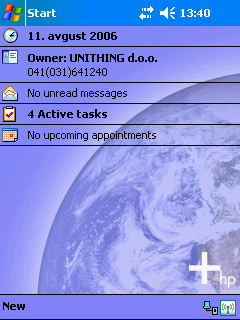 Start 13:40
11. avgust 2006
Owner: UNITHING d.o.o.
041(031)641240
No unread messages
4 Active tasks
No upcoming appointments
hp
New